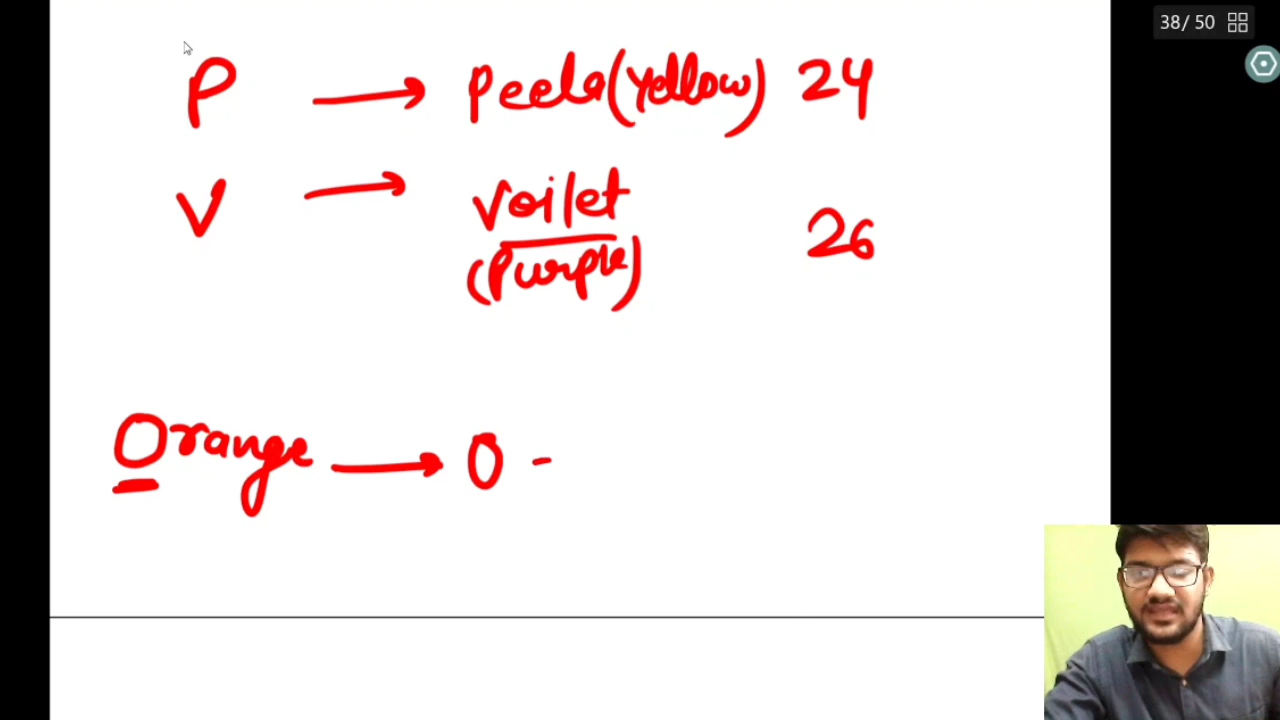 38/ 50
P → Peela(Yellow) 24
V → Voilet 26
(Purple)
Orange → O -